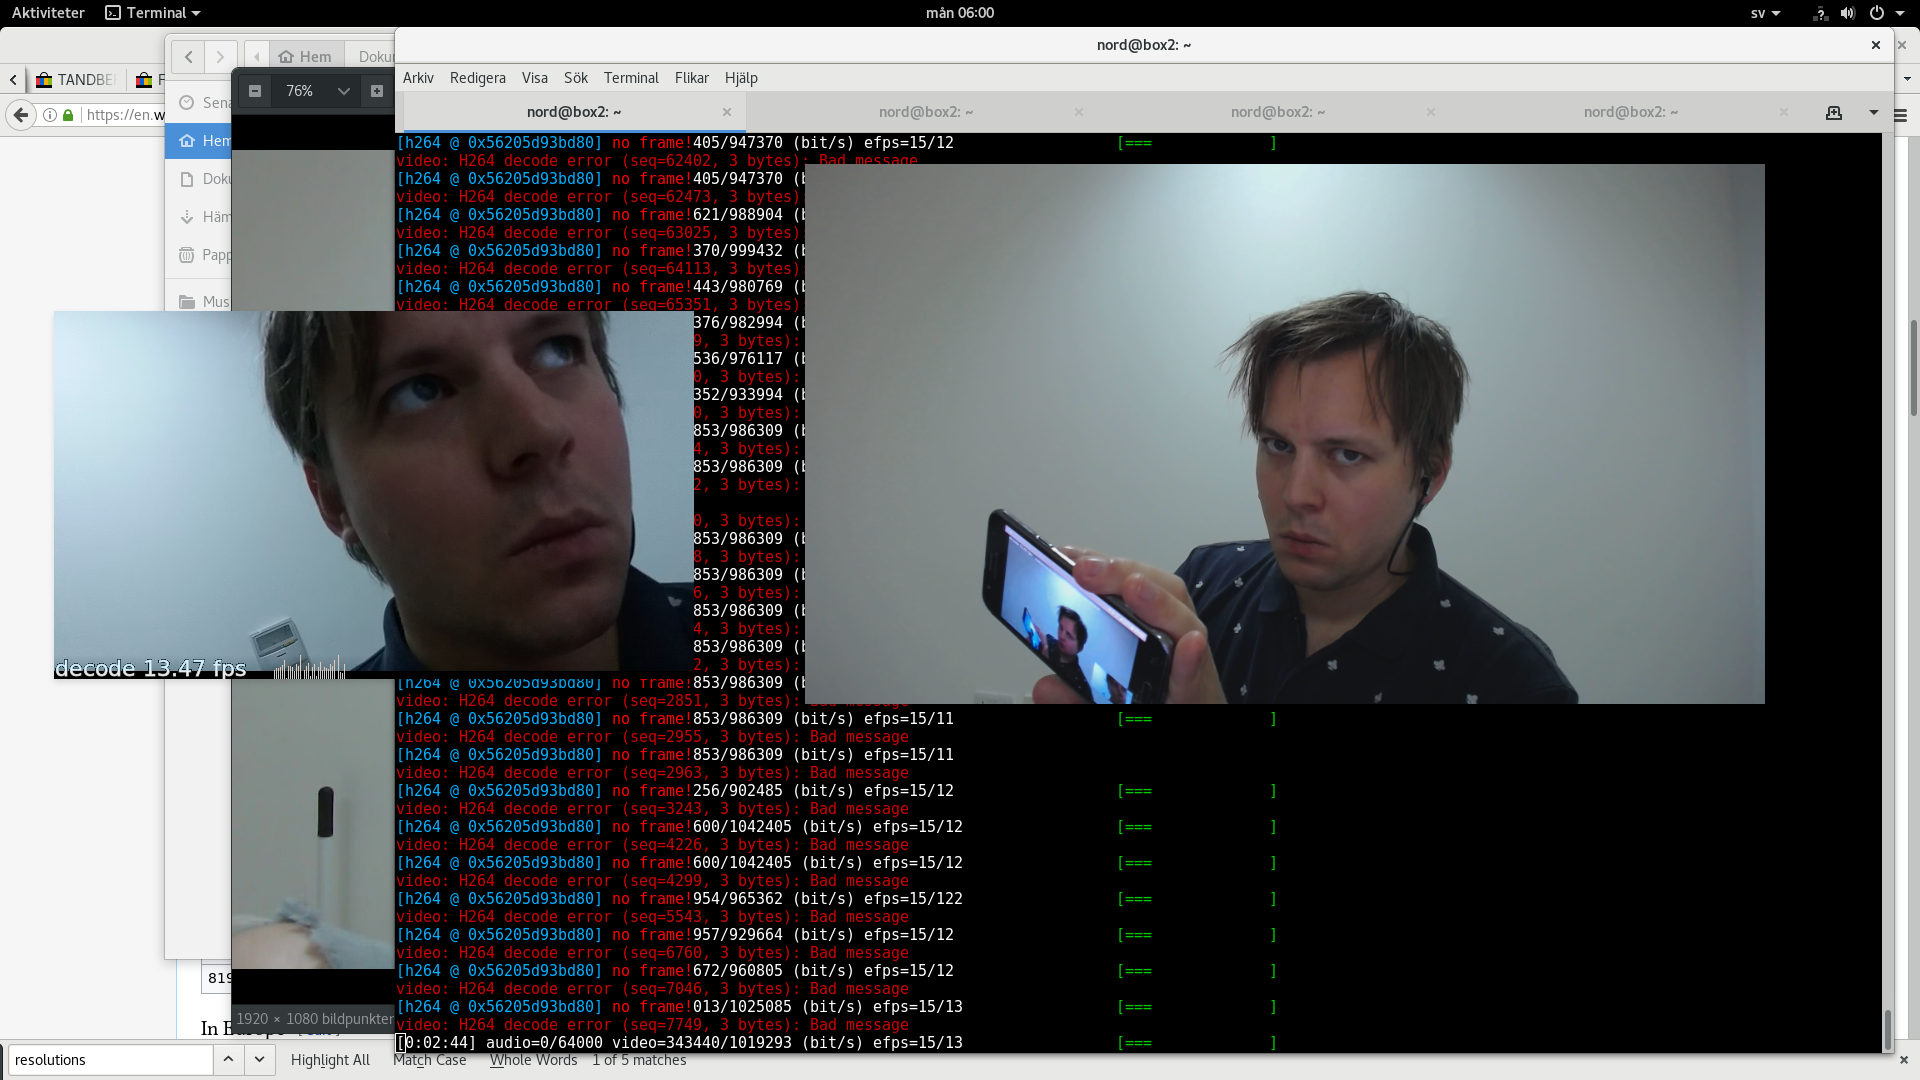 Aktiviteter Terminal mån 06:00 sv
nord@box2: ~
Hem
Arkiv Redigera Visa Sök Terminal Flikar Hjälp
TANDBE
76%
https://en.w
nord@box2: ~ nord@box2: ~ nord@box2: ~ nord@box2: ~
Hem
[h264 @ 0x56205d93bd80] no frame!405/947370 (bit/s) efps=15/12 [=== ]
video: H264 decode error (seq=62402, 3 bytes): Bad message
[h264 @ 0x56205d93bd80] no frame!405/947370 (b
video: H264 decode error (seq=62473, 3 bytes)
[h264 @ 0x56205d93bd80] no frame!621/988904 (b
video: H264 decode error (seq=63025, 3 bytes)
[h264 @ 0x56205d93bd80] no frame!370/999432 (b
video: H264 decode error (seq=64113, 3 bytes)
[h264 @ 0x56205d93bd80] no frame!443/980769 (b
video: H264 decode error (seq=65351, 3 bytes)
376/982994 (b
9, 3 bytes):
536/976117 (b
0, 3 bytes):
352/933994 (b
0, 3 bytes):
853/986309 (b
4, 3 bytes):
853/986309 (b
2, 3 bytes):
0, 3 bytes):
853/986309 (b
8, 3 bytes):
853/986309 (b
6, 3 bytes):
853/986309 (b
4, 3 bytes):
853/986309 (b
2, 3 bytes):
decode 13.47 fps
[h264 @ 0x56205d93bd80] no frame!853/986309 (b
video: H264 decode error (seq=2851, 3 bytes): Bad message
[h264 @ 0x56205d93bd80] no frame!853/986309 (bit/s) efps=15/11 [=== ]
video: H264 decode error (seq=2955, 3 bytes): Bad message
[h264 @ 0x56205d93bd80] no frame!853/986309 (bit/s) efps=15/11
video: H264 decode error (seq=2963, 3 bytes): Bad message
[h264 @ 0x56205d93bd80] no frame!256/902485 (bit/s) efps=15/12 [=== ]
video: H264 decode error (seq=3243, 3 bytes): Bad message
[h264 @ 0x56205d93bd80] no frame!600/1042405 (bit/s) efps=15/12 [=== ]
video: H264 decode error (seq=4226, 3 bytes): Bad message
[h264 @ 0x56205d93bd80] no frame!600/1042405 (bit/s) efps=15/12 [=== ]
video: H264 decode error (seq=4299, 3 bytes): Bad message
[h264 @ 0x56205d93bd80] no frame!954/965362 (bit/s) efps=15/122 [=== ]
video: H264 decode error (seq=5543, 3 bytes): Bad message
[h264 @ 0x56205d93bd80] no frame!957/929664 (bit/s) efps=15/12 [=== ]
video: H264 decode error (seq=6760, 3 bytes): Bad message
[h264 @ 0x56205d93bd80] no frame!672/960805 (bit/s) efps=15/12 [=== ]
video: H264 decode error (seq=7046, 3 bytes): Bad message
[h264 @ 0x56205d93bd80] no frame!013/1025085 (bit/s) efps=15/13 [=== ]
video: H264 decode error (seq=7749, 3 bytes): Bad message
[0:02:44] audio=0/64000 video=343440/1019293 (bit/s) efps=15/13 [=== ]
819
1920 × 1080 bildpunkter
In
resolutions Highlight All Match Case Whole Words 1 of 5 matches